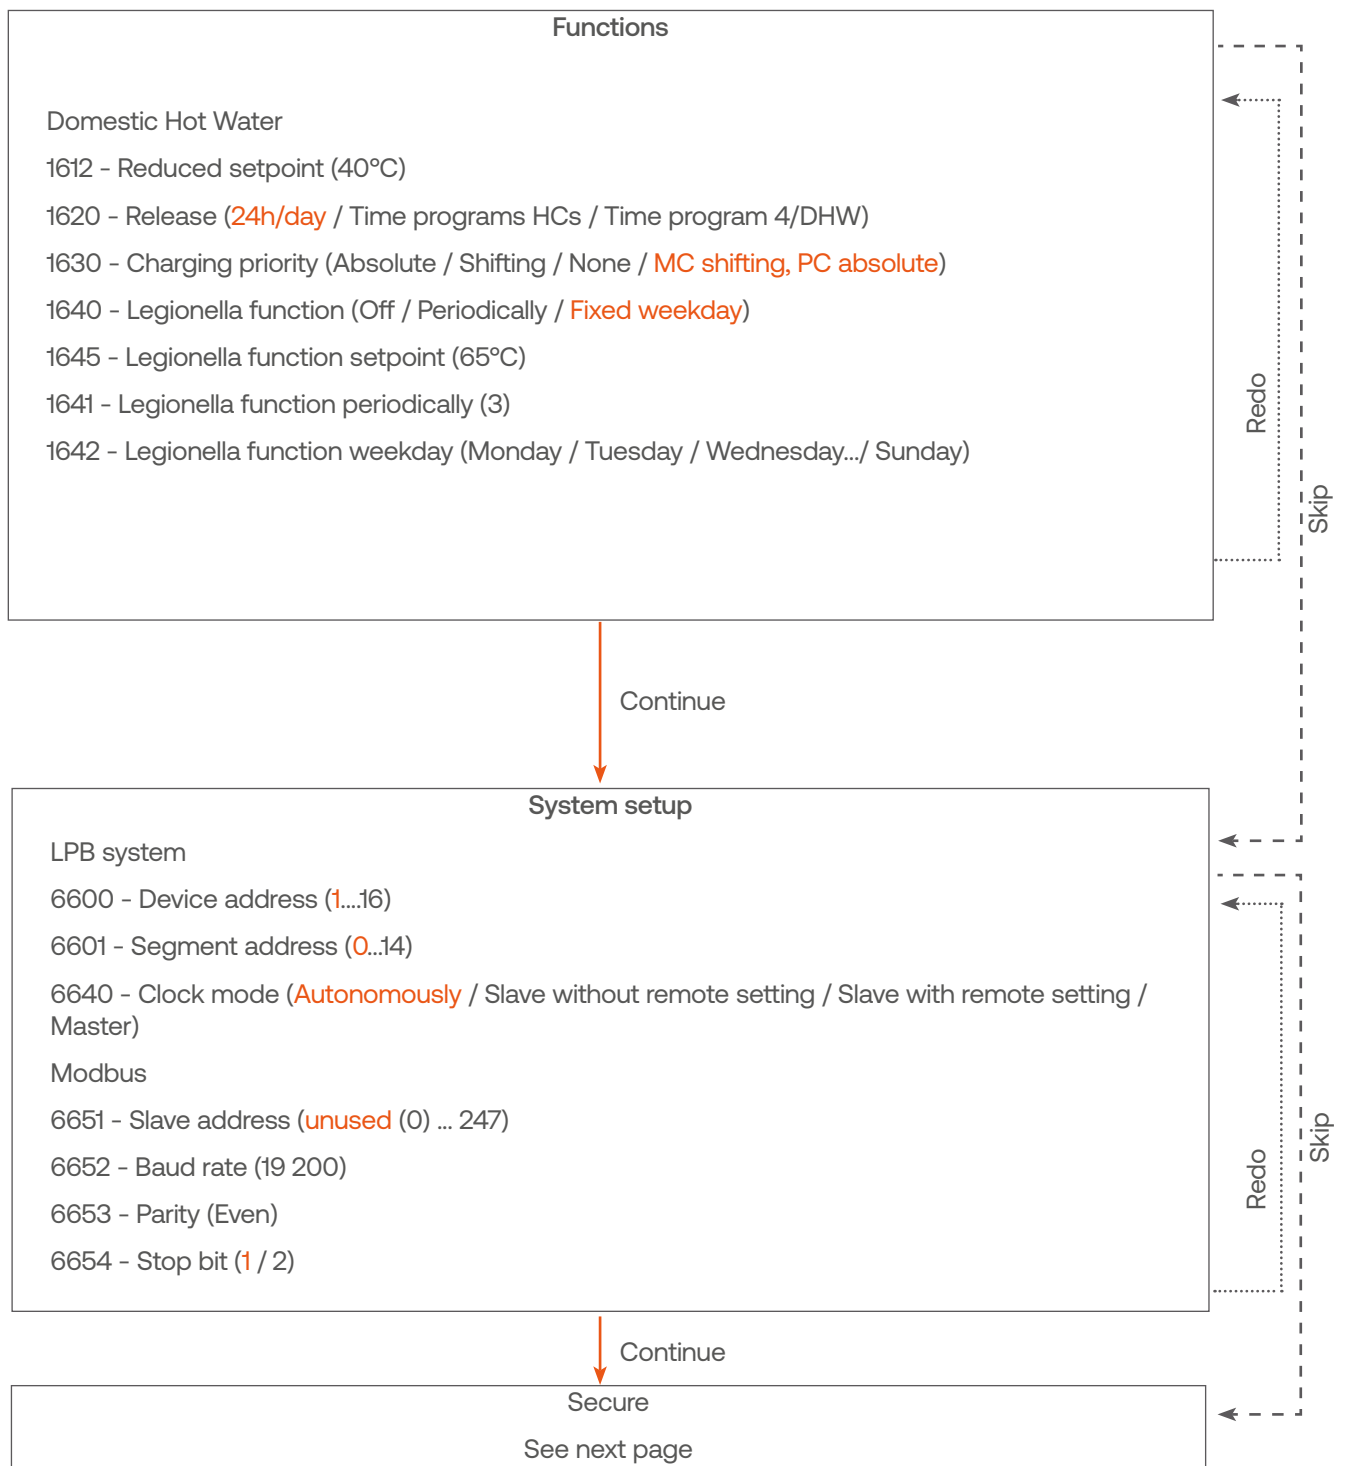 Functions
Domestic Hot Water
1612 - Reduced setpoint (40°C)
1620 - Release (24h/day / Time programs HCs / Time program 4/DHW)
1630 - Charging priority (Absolute / Shifting / None / MC shifting, PC absolute)
1640 - Legionella function (Off / Periodically / Fixed weekday)
1645 - Legionella function setpoint (65°C)
1641 - Legionella function periodically (3)
1642 - Legionella function weekday (Monday / Tuesday / Wednesday.../ Sunday)
Redo
Skip
Continue
System setup
LPB system
6600 - Device address (1....16)
6601 - Segment address (0...14)
6640 - Clock mode (Autonomously / Slave without remote setting / Slave with remote setting /
Master)
Modbus
6651 - Slave address (unused (0) ... 247)
6652 - Baud rate (19 200)
6653 - Parity (Even)
6654 - Stop bit (1 / 2)
Redo
Skip
Continue
Secure
See next page